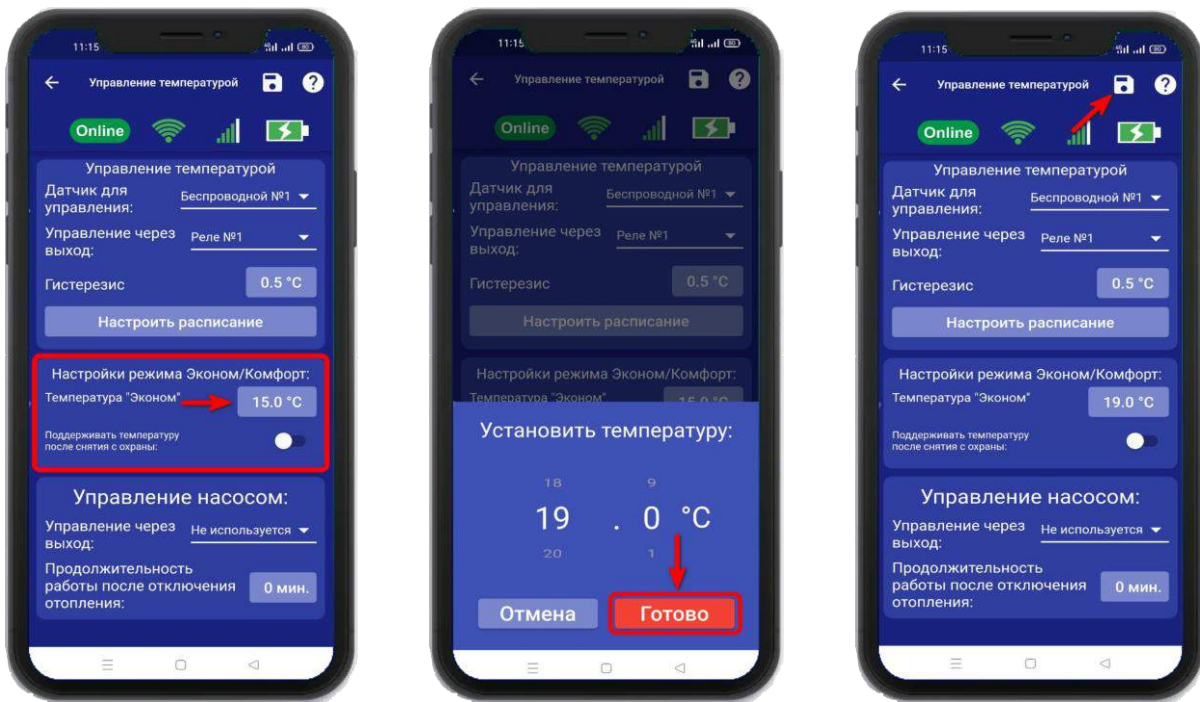 11:15
Управление температурой
Online
Управление температурой
Датчик для
управления:
Беспроводной №1
Управление через
выход:
Реле №1
Гистерезис
0.5 °C
Настроить расписание
Настройки режима Эконом/Комфорт:
Температура "Эконом"
15.0 °C
Поддерживать температуру
после снятия с охраны:
Управление насосом:
Управление через
выход:
Не используется
Продолжительность
работы после отключения
отопления:
0 мин.
11:15
Управление температурой
Online
Управление температурой
Датчик для
управления:
Беспроводной №1
Управление через
выход:
Реле №1
Гистерезис
0.5 °C
Настроить расписание
Настройки режима Эконом/Комфорт:
Температура "Эконом"
15.0 °C
Установить температуру:
18 9
19 . 0 °C
20 1
Отмена
Готово
11:15
Управление температурой
Online
Управление температурой
Датчик для
управления:
Беспроводной №1
Управление через
выход:
Реле №1
Гистерезис
0.5 °C
Настроить расписание
Настройки режима Эконом/Комфорт:
Температура "Эконом"
19.0 °C
Поддерживать температуру
после снятия с охраны:
Управление насосом:
Управление через
выход:
Не используется
Продолжительность
работы после отключения
отопления:
0 мин.